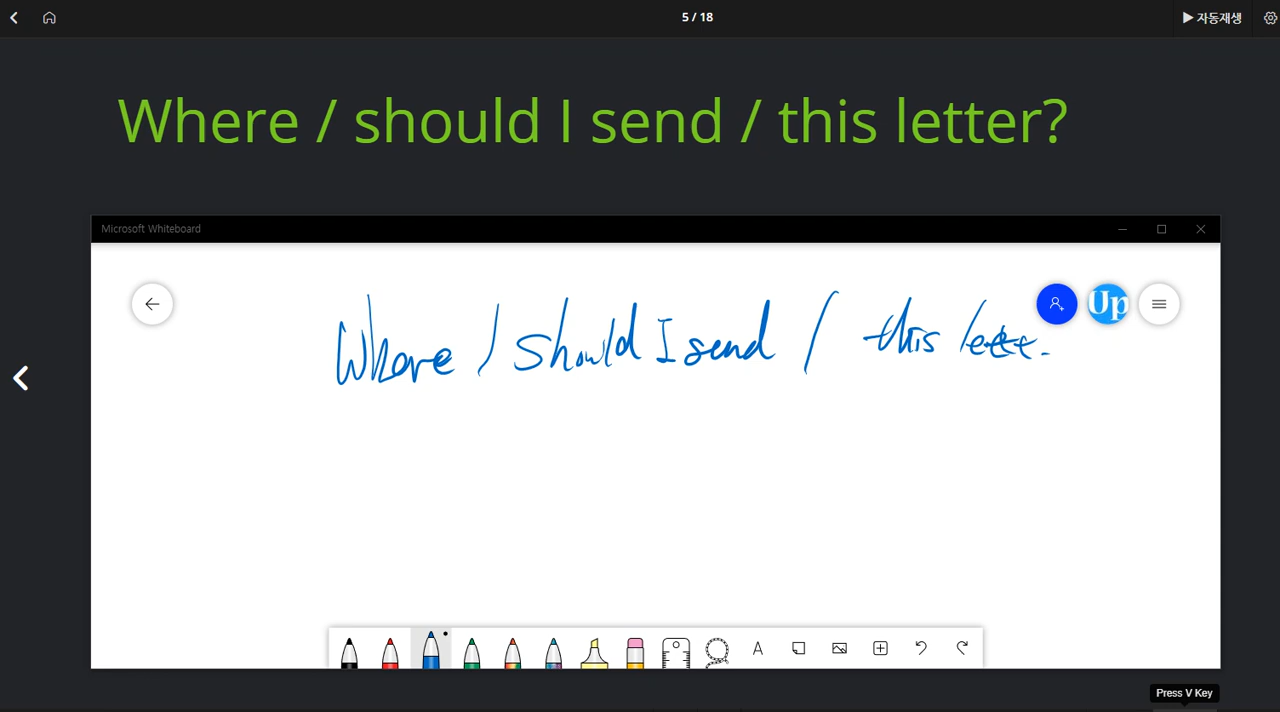 5 / 18
자동재생
Where / should I send / this letter?
Microsoft Whiteboard
Up
Where / should I send / this lett.
A
Press V Key